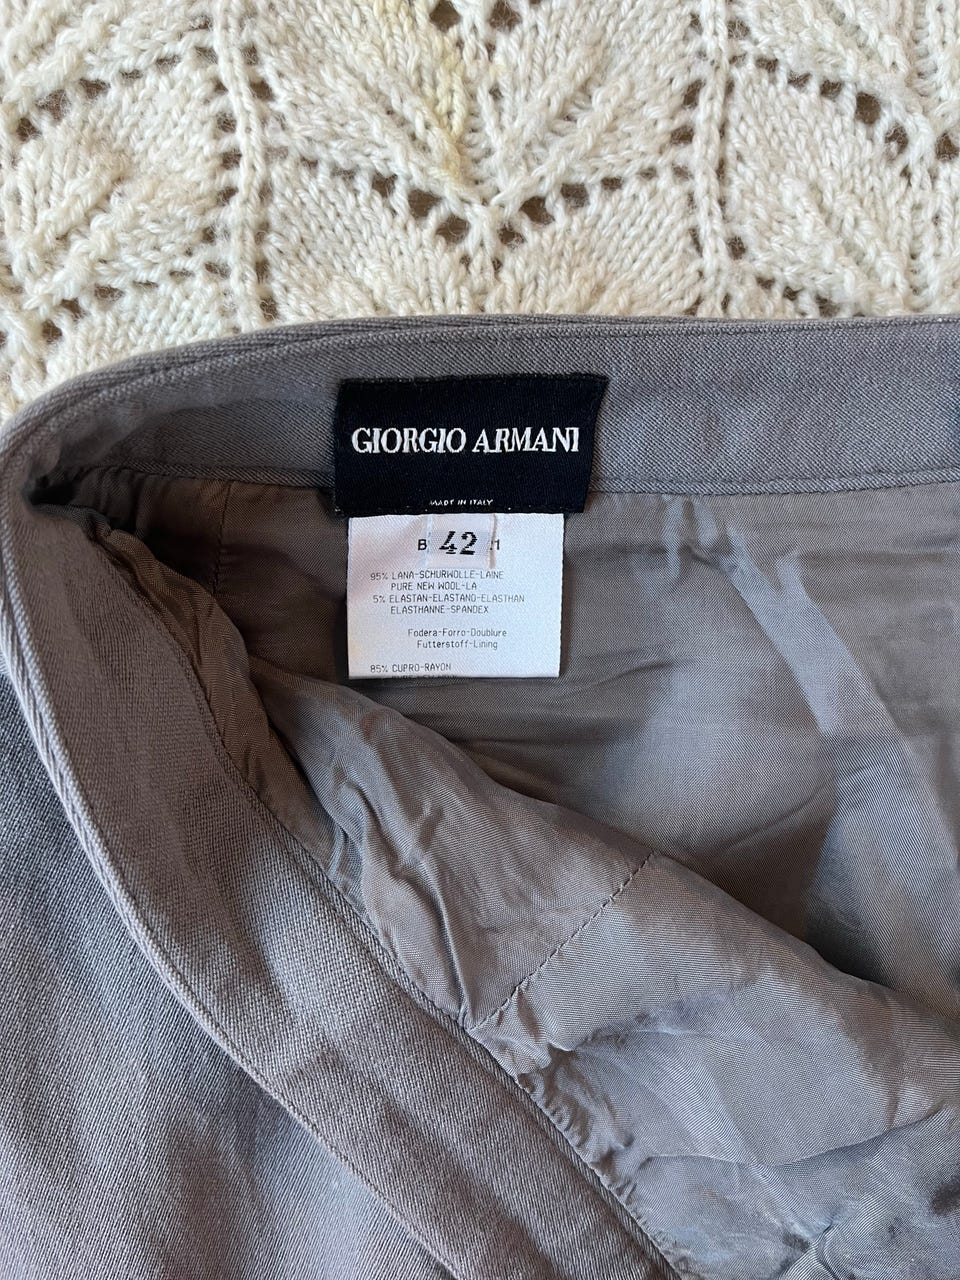 GIORGIO ARMANI
MADE IN ITALY
B 42 1
95% LANA-SCHURWOLLE-LAINE
PURE NEW WOOL-LA
5% ELASTAN-ELASTANO-ELASTHAN
ELASTHANNE-SPANDEX
Fodera-Forro-Doublure
Futterstoff-Lining
85% CUPRO-RAYON